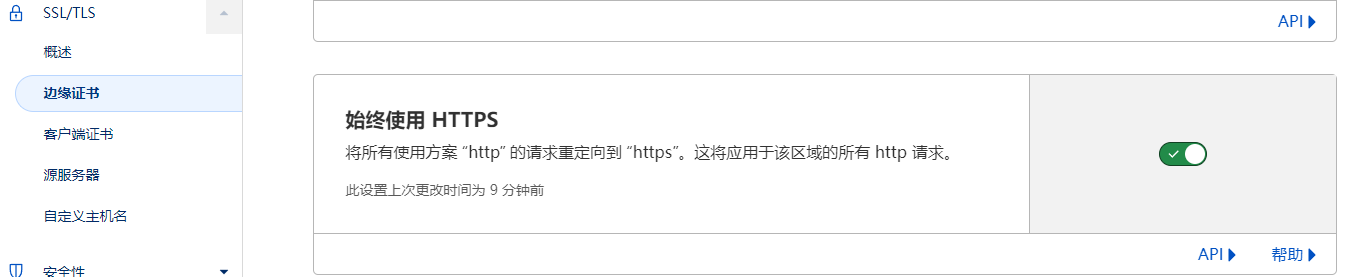 SSL/TLS
概述
边缘证书
客户端证书
源服务器
自定义主机名
安全性
API
始终使用 HTTPS
将所有使用方案 “http” 的请求重定向到 “https”。这将应用于该区域的所有 http 请求。
此设置上次更改时间为 9 分钟前
API 帮助